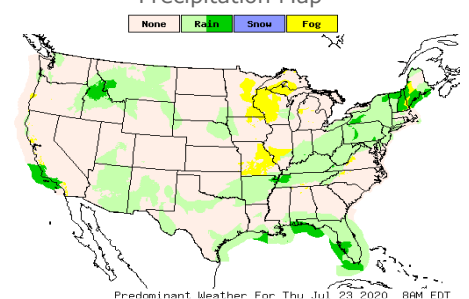 Precipitation Map
None Rain Snow Fog
Predominant Weather For Thu Jul 23 2020 8AM EDT